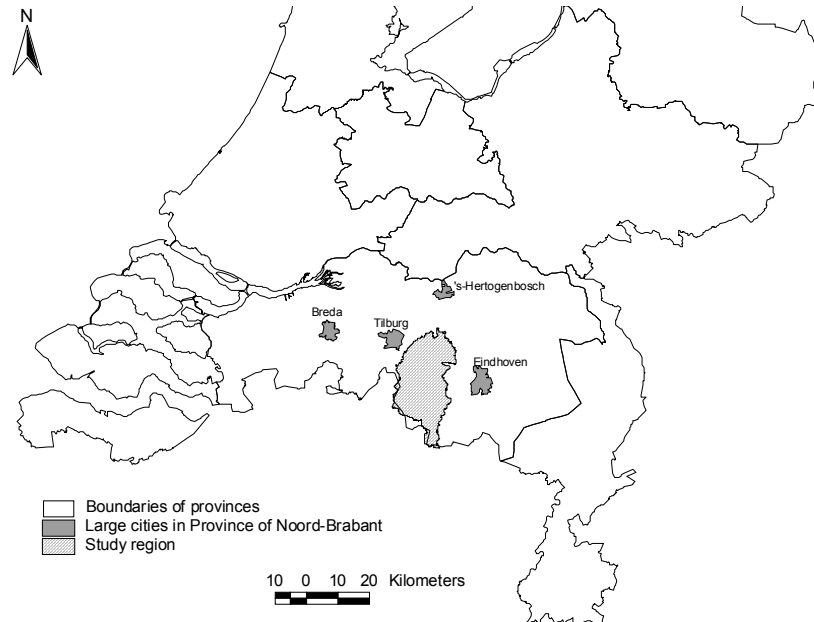 N
's-Hertogenbosch
Breda
Tilburg
Eindhoven
Boundaries of provinces
Large cities in Province of Noord-Brabant
Study region
10 0 10 20 Kilometers